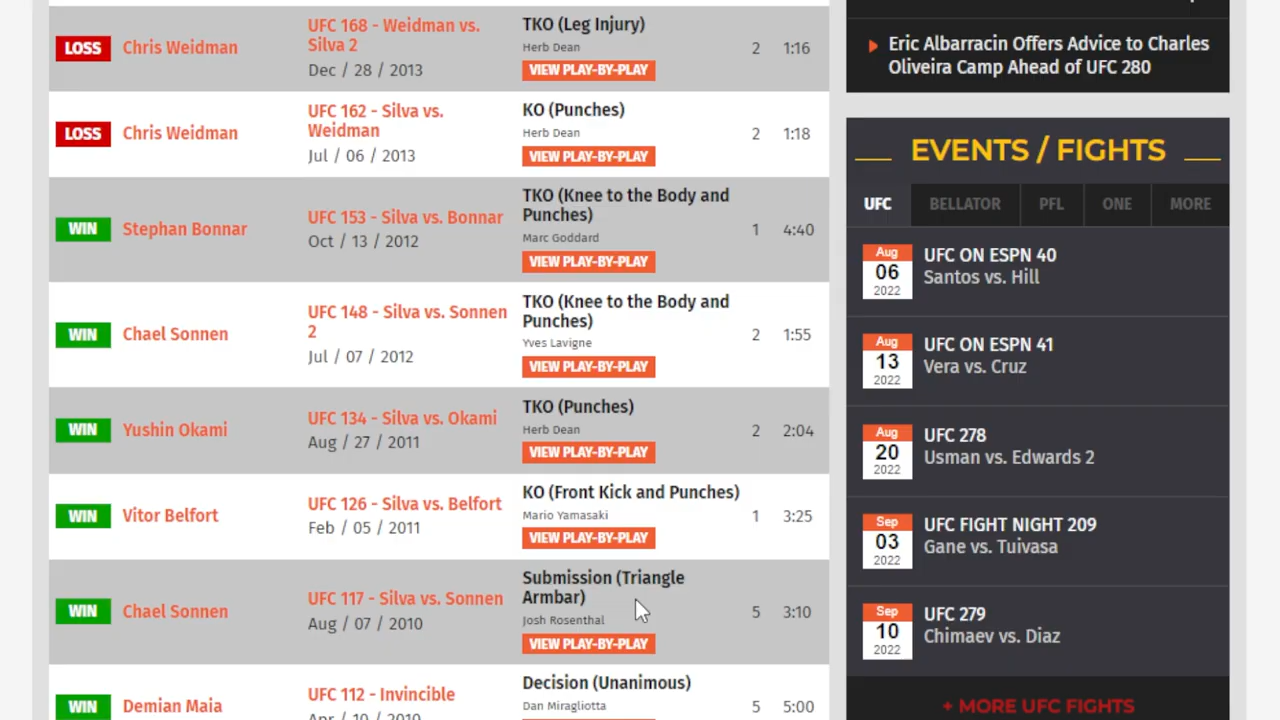 LOSS
Chris Weidman
UFC 168 - Weidman vs.
Silva 2
Dec / 28 / 2013
TKO (Leg Injury)
Herb Dean
VIEW PLAY-BY-PLAY
2
1:16
LOSS
Chris Weidman
UFC 162 - Silva vs.
Weidman
Jul / 06 / 2013
KO (Punches)
Herb Dean
VIEW PLAY-BY-PLAY
2
1:18
WIN
Stephan Bonnar
UFC 153 - Silva vs. Bonnar
Oct / 13 / 2012
TKO (Knee to the Body and
Punches)
Marc Goddard
VIEW PLAY-BY-PLAY
1
4:40
WIN
Chael Sonnen
UFC 148 - Silva vs. Sonnen
2
Jul / 07 / 2012
TKO (Knee to the Body and
Punches)
Yves Lavigne
VIEW PLAY-BY-PLAY
2
1:55
WIN
Yushin Okami
UFC 134 - Silva vs. Okami
Aug / 27 / 2011
TKO (Punches)
Herb Dean
VIEW PLAY-BY-PLAY
2
2:04
WIN
Vitor Belfort
UFC 126 - Silva vs. Belfort
Feb / 05 / 2011
KO (Front Kick and Punches)
Mario Yamasaki
VIEW PLAY-BY-PLAY
1
3:25
WIN
Chael Sonnen
UFC 117 - Silva vs. Sonnen
Aug / 07 / 2010
Submission (Triangle
Armbar)
Josh Rosenthal
VIEW PLAY-BY-PLAY
5
3:10
WIN
Demian Maia
UFC 112 - Invincible
Apr / 10 / 2010
Decision (Unanimous)
Dan Miragliotta
5
5:00
Eric Albarracin Offers Advice to Charles
Oliveira Camp Ahead of UFC 280
EVENTS / FIGHTS
UFC
BELLATOR
PFL
ONE
MORE
Aug
06
2022
UFC ON ESPN 40
Santos vs. Hill
Aug
13
2022
UFC ON ESPN 41
Vera vs. Cruz
Aug
20
2022
UFC 278
Usman vs. Edwards 2
Sep
03
2022
UFC FIGHT NIGHT 209
Gane vs. Tuivasa
Sep
10
2022
UFC 279
Chimaev vs. Diaz
+ MORE UFC FIGHTS